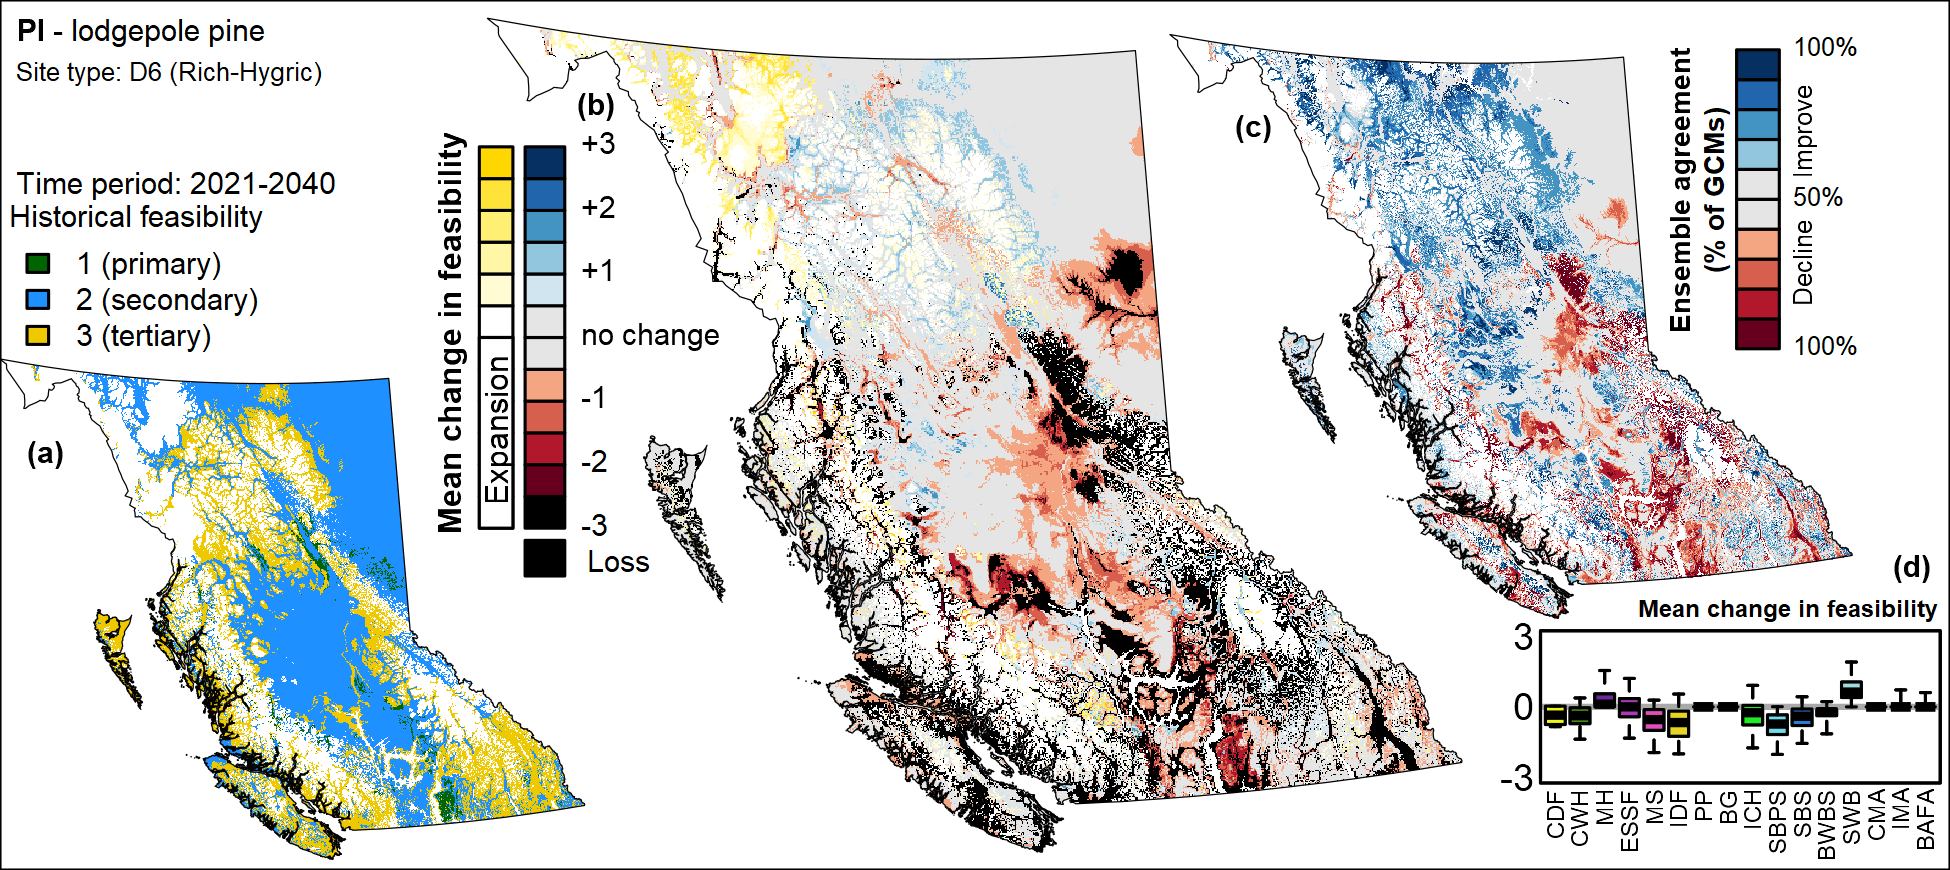 Pl - lodgepole pine
Site type: D6 (Rich-Hygric)
Time period: 2021-2040
Historical feasibility
1 (primary)
2 (secondary)
3 (tertiary)
(a)
(b)
Mean change in feasibility
Expansion
+3
+2
+1
no change
-1
-2
-3
Loss
(c)
Ensemble agreement
(% of GCMs)
100%
Improve
50%
Decline
100%
(d)
Mean change in feasibility
3
0
-3
CDF
CWH
MH
ESSF
MS
IDF
PP
BG
ICH
SBPS
SBS
BWBS
SWB
CMA
IMA
BAFA